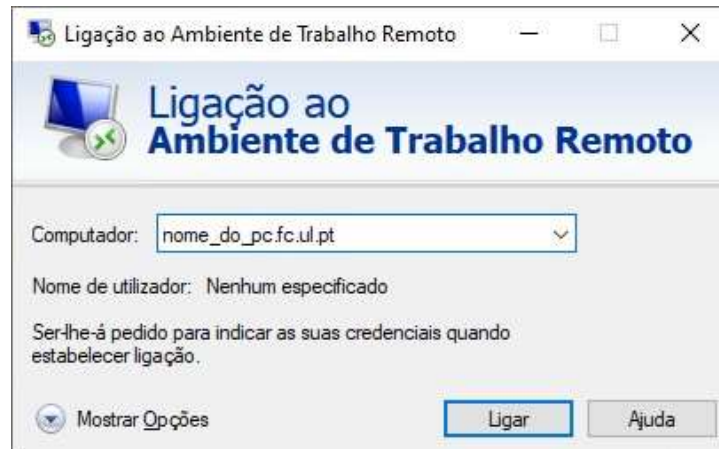 Ligação ao Ambiente de Trabalho Remoto
Ligação ao
Ambiente de Trabalho Remoto
Computador: nome_do_pc.fc.ul.pt
Nome de utilizador: Nenhum especificado
Ser-lhe-á pedido para indicar as suas credenciais quando
estabelecer ligação.
Mostrar Opções Ligar Ajuda